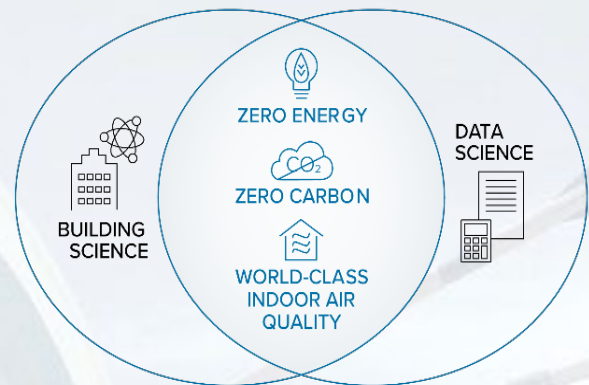 ZERO ENERGY
CO₂
ZERO CARBON
WORLD-CLASS
INDOOR AIR
QUALITY
BUILDING
SCIENCE
DATA
SCIENCE